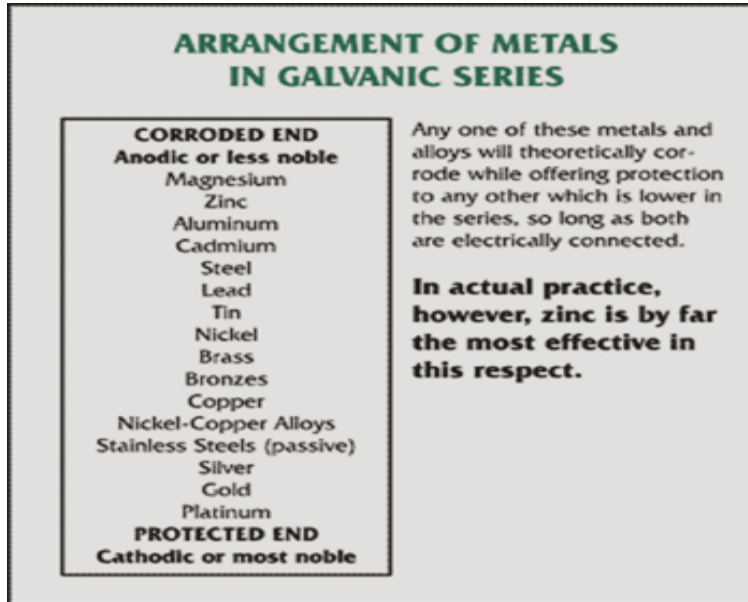 ARRANGEMENT OF METALS
IN GALVANIC SERIES
CORRODED END
Anodic or less noble
Magnesium
Zinc
Aluminum
Cadmium
Steel
Lead
Tin
Nickel
Brass
Bronzes
Copper
Nickel-Copper Alloys
Stainless Steels (passive)
Silver
Gold
Platinum
PROTECTED END
Cathodic or most noble
Any one of these metals and
alloys will theoretically cor-
rode while offering protection
to any other which is lower in
the series, so long as both
are electrically connected.
In actual practice,
however, zinc is by far
the most effective in
this respect.